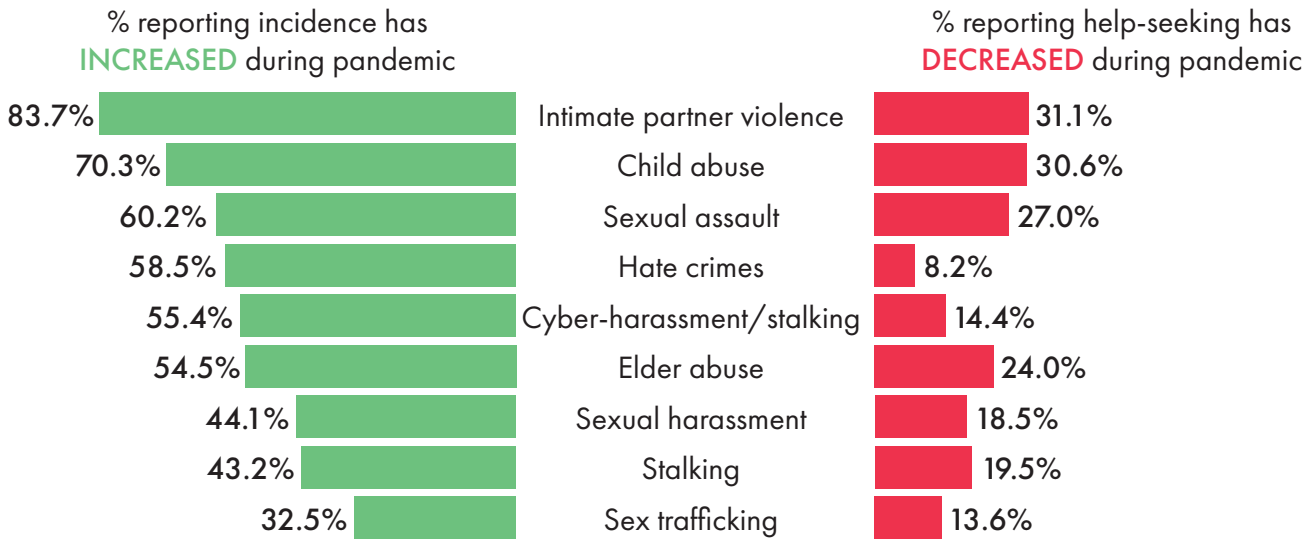 % reporting incidence has
INCREASED during pandemic
% reporting help-seeking has
DECREASED during pandemic
83.7% Intimate partner violence 31.1%
70.3% Child abuse 30.6%
60.2% Sexual assault 27.0%
58.5% Hate crimes 8.2%
55.4% Cyber-harassment/stalking 14.4%
54.5% Elder abuse 24.0%
44.1% Sexual harassment 18.5%
43.2% Stalking 19.5%
32.5% Sex trafficking 13.6%